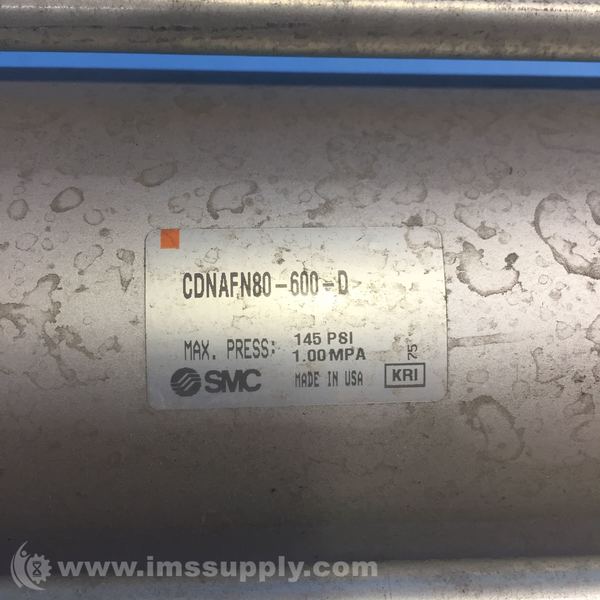 CDNAFN80-600-D
MAX. PRESS: 145 PSI
1.00 MPA
75
SMC MADE IN USA KRI
www.imssupply.com